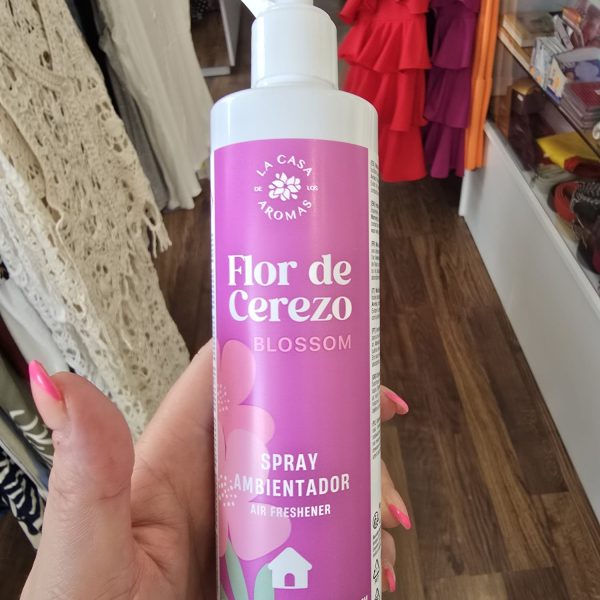 LA CASA
DE LOS
AROMAS
Flor de
Cerezo
BLOSSOM
SPRAY
AMBIENTADOR
AIR FRESHENER